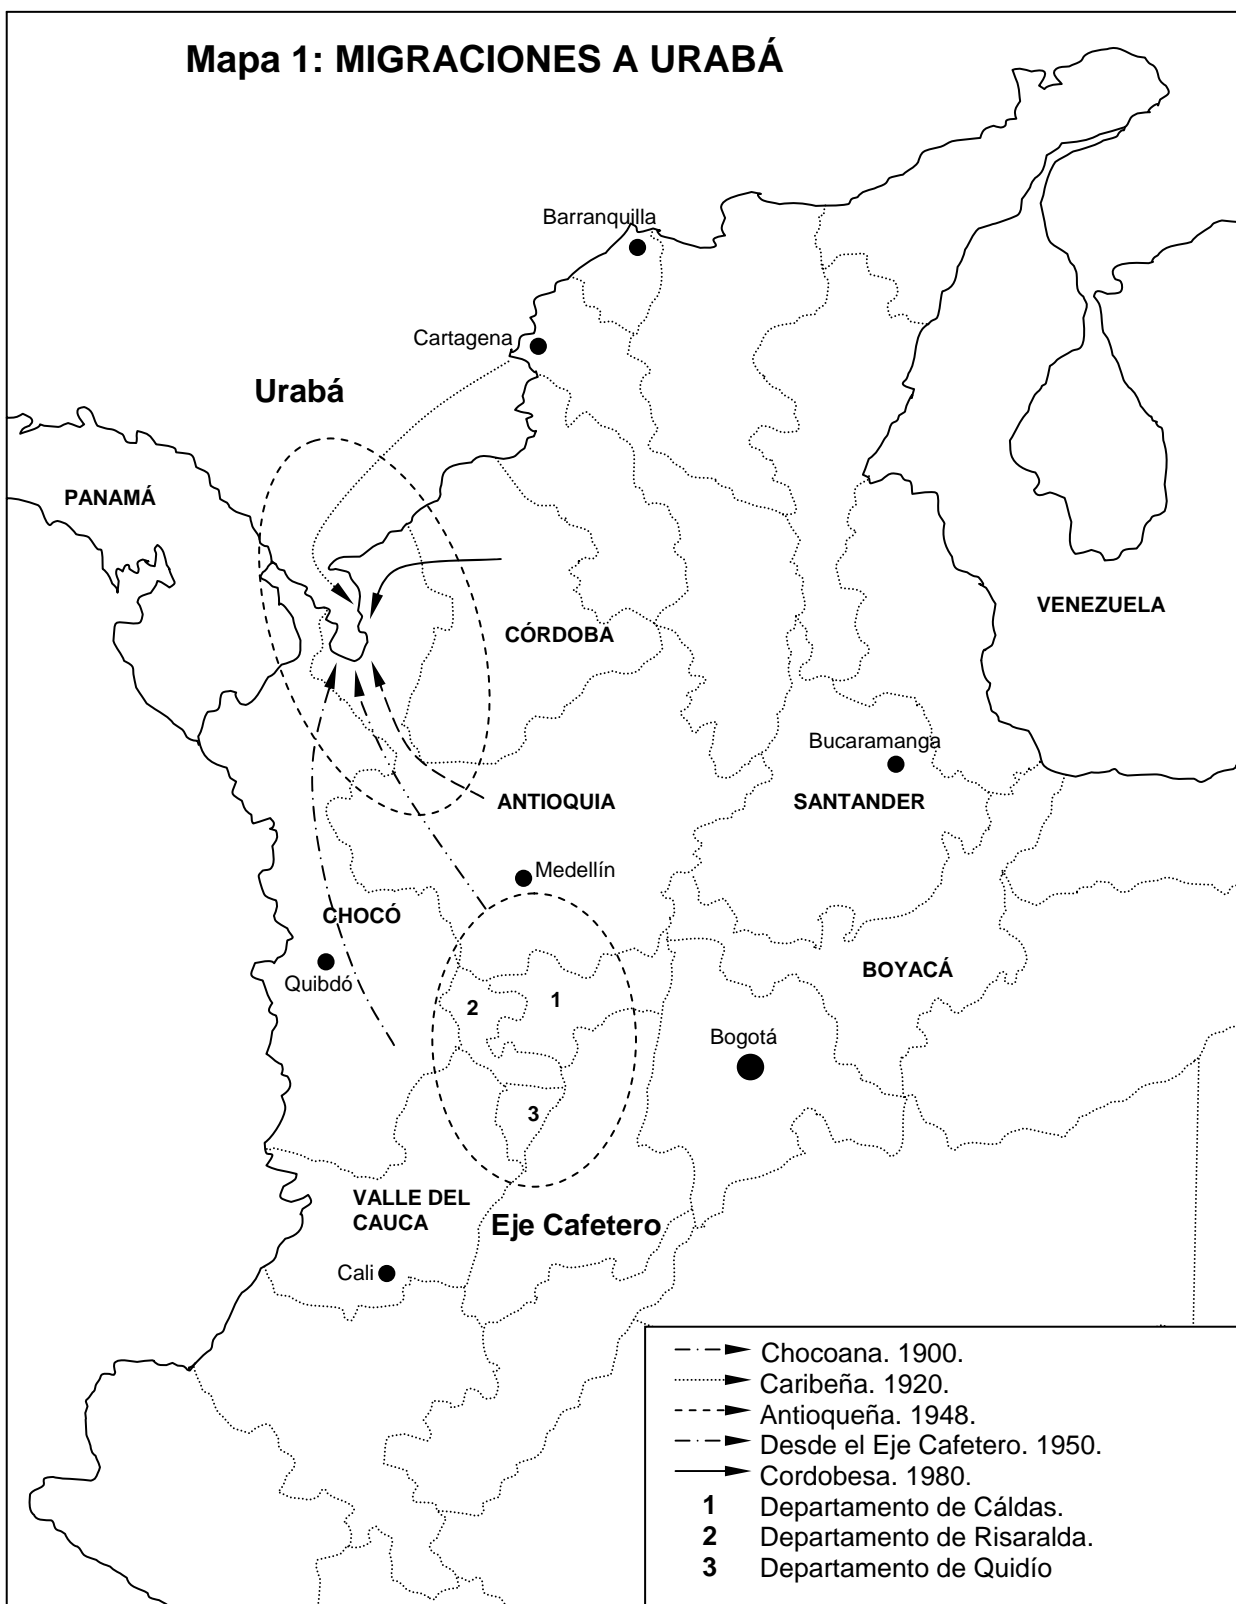 Mapa 1: MIGRACIONES A URABÁ
Barranquilla
Cartagena
Urabá
PANAMÁ
VENEZUELA
CÓRDOBA
Bucaramanga
ANTIOQUIA
SANTANDER
Medellín
CHOCÓ
BOYACÁ
Quibdó
2
1
Bogotá
3
VALLE DEL
CAUCA
Eje Cafetero
Cali
Chocoana. 1900.
Caribeña. 1920.
Antioqueña. 1948.
Desde el Eje Cafetero. 1950.
Cordobesa. 1980.
1 Departamento de Cáldas.
2 Departamento de Risaralda.
3 Departamento de Quidío